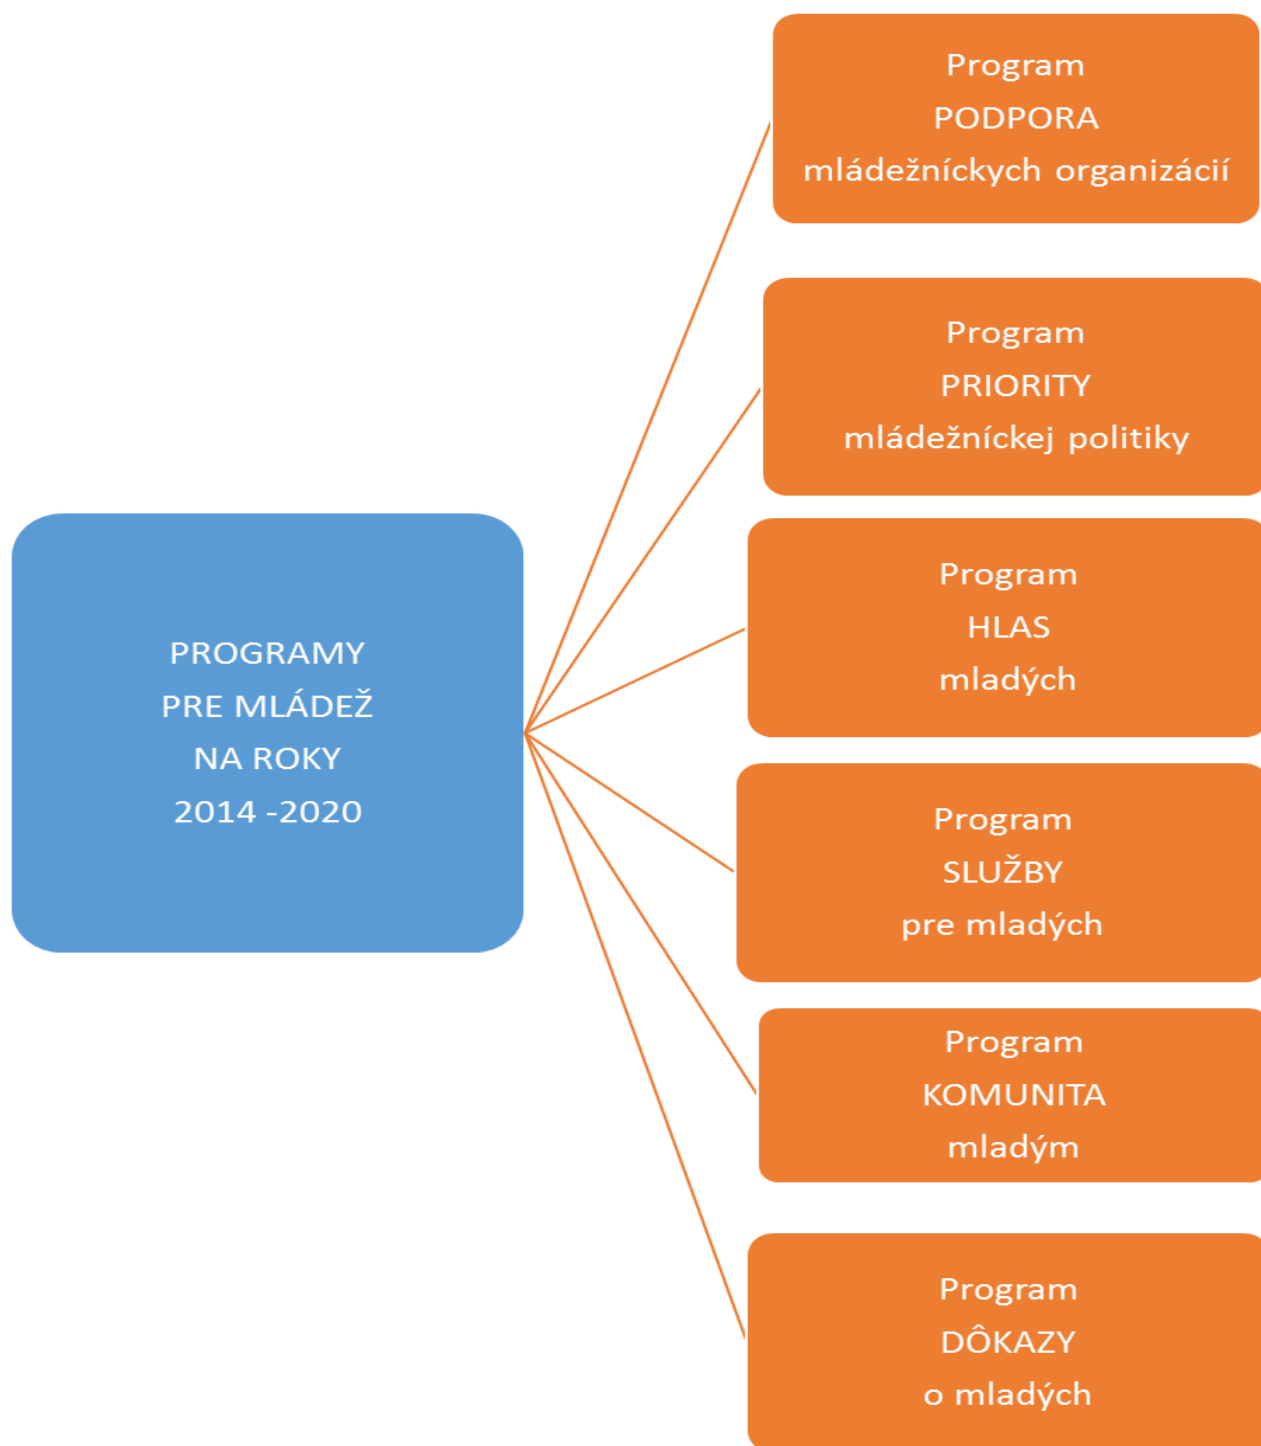 Program
PODPORA
mládežníckych organizácií
Program
PRIORITY
mládežníckej politiky
Program
HLAS
mladých
PROGRAMY
PRE MLÁDEŽ
NA ROKY
2014 -2020
Program
SLUŽBY
pre mladých
Program
KOMUNITA
mladým
Program
DÔKAZY
o mladých